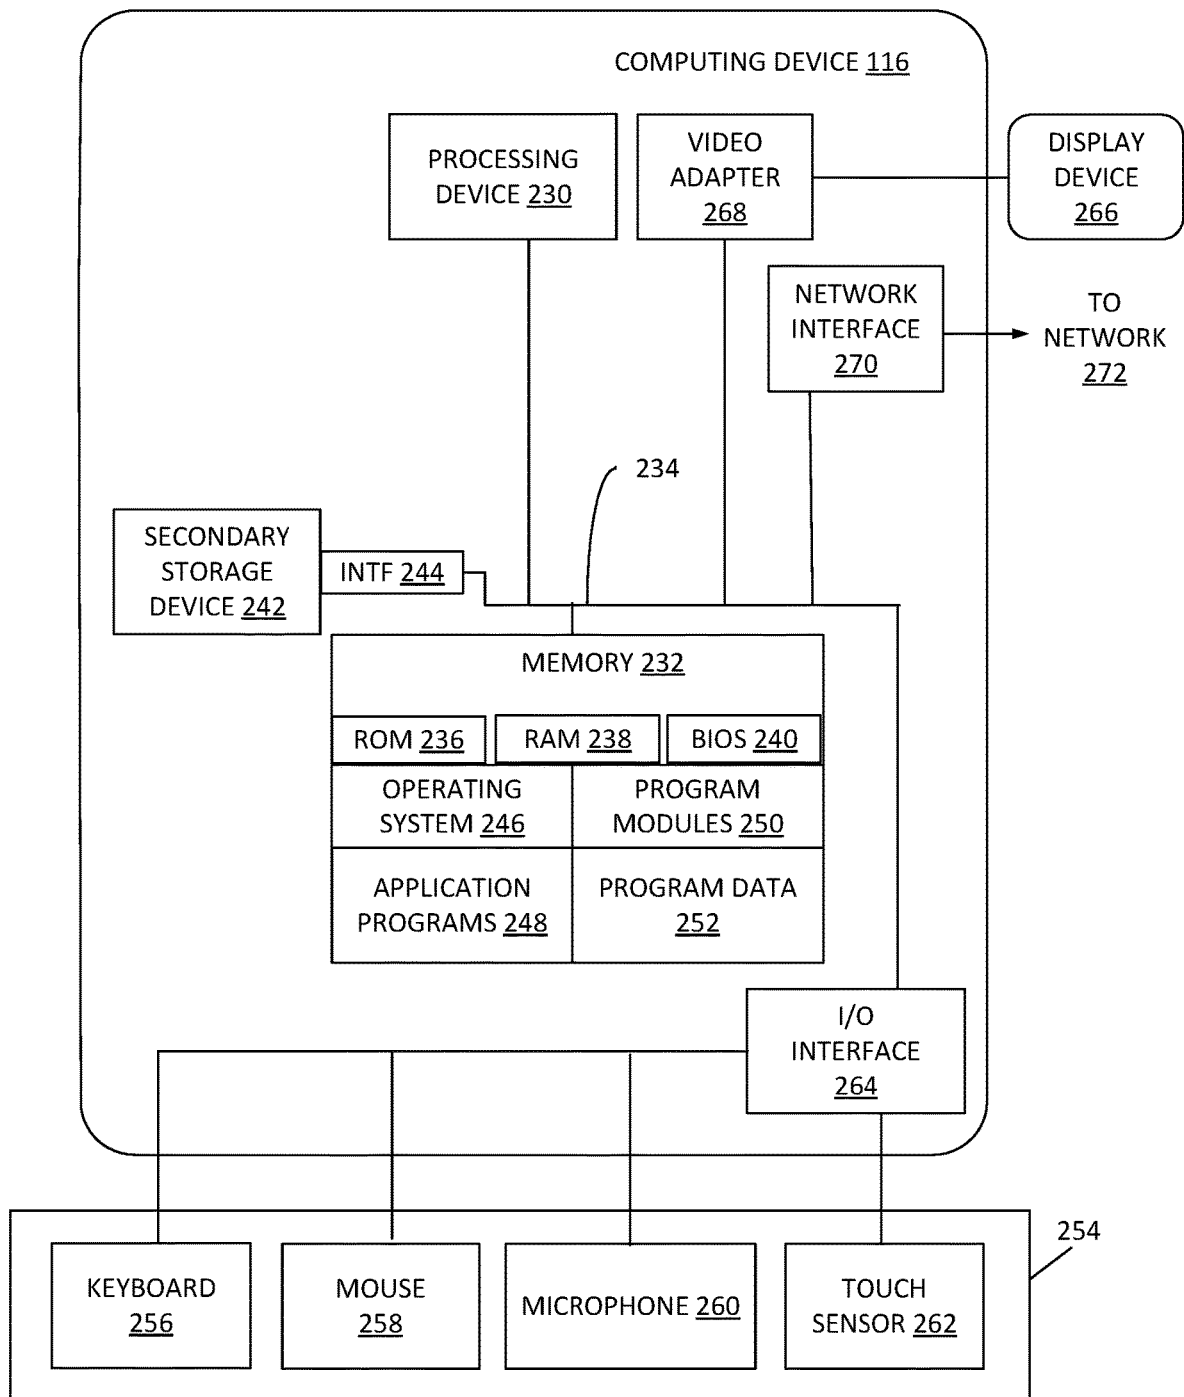 COMPUTING DEVICE 116
PROCESSING
DEVICE 230
VIDEO
ADAPTER
268
DISPLAY
DEVICE
266
NETWORK
INTERFACE
270
TO
NETWORK
272
234
SECONDARY
STORAGE
DEVICE 242
INTF 244
MEMORY 232
ROM 236
RAM 238
BIOS 240
OPERATING
SYSTEM 246
PROGRAM
MODULES 250
APPLICATION
PROGRAMS 248
PROGRAM DATA
252
I/O
INTERFACE
264
254
KEYBOARD
256
MOUSE
258
MICROPHONE 260
TOUCH
SENSOR 262